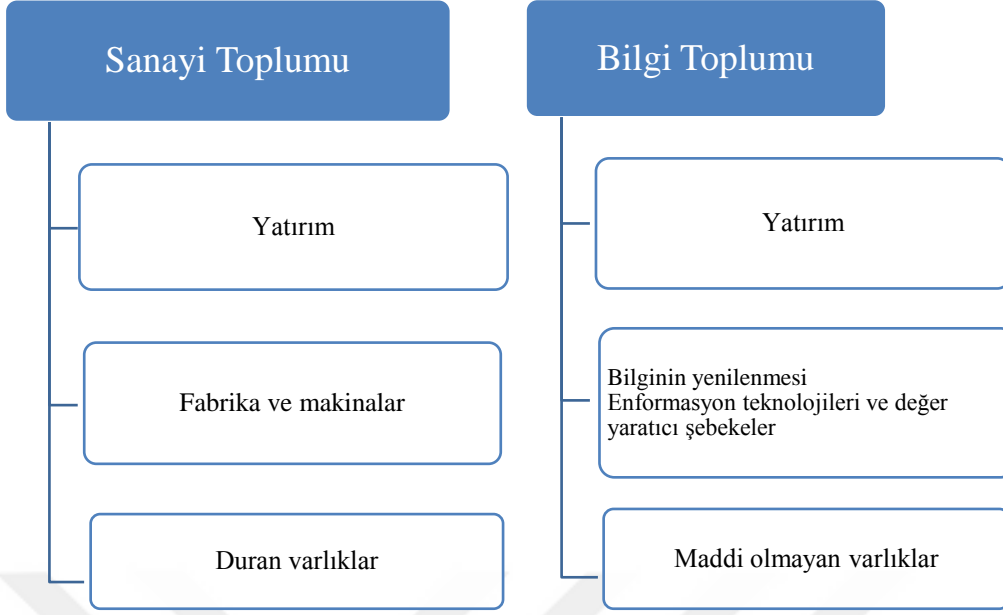 Sanayi Toplumu
Yatırım
Fabrika ve makinalar
Duran varlıklar
Bilgi Toplumu
Yatırım
Bilginin yenilenmesi
Enformasyon teknolojileri ve değer
yaratıcı şebekeler
Maddi olmayan varlıklar